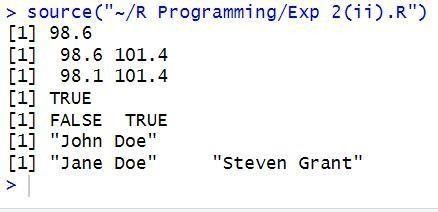 > source("~/R Programming/Exp 2(ii).R")
[1] 98.6
[1]  98.6 101.4
[1]  98.1 101.4
[1] TRUE
[1] FALSE  TRUE
[1] "John Doe"
[1] "Jane Doe"     "Steven Grant"
>